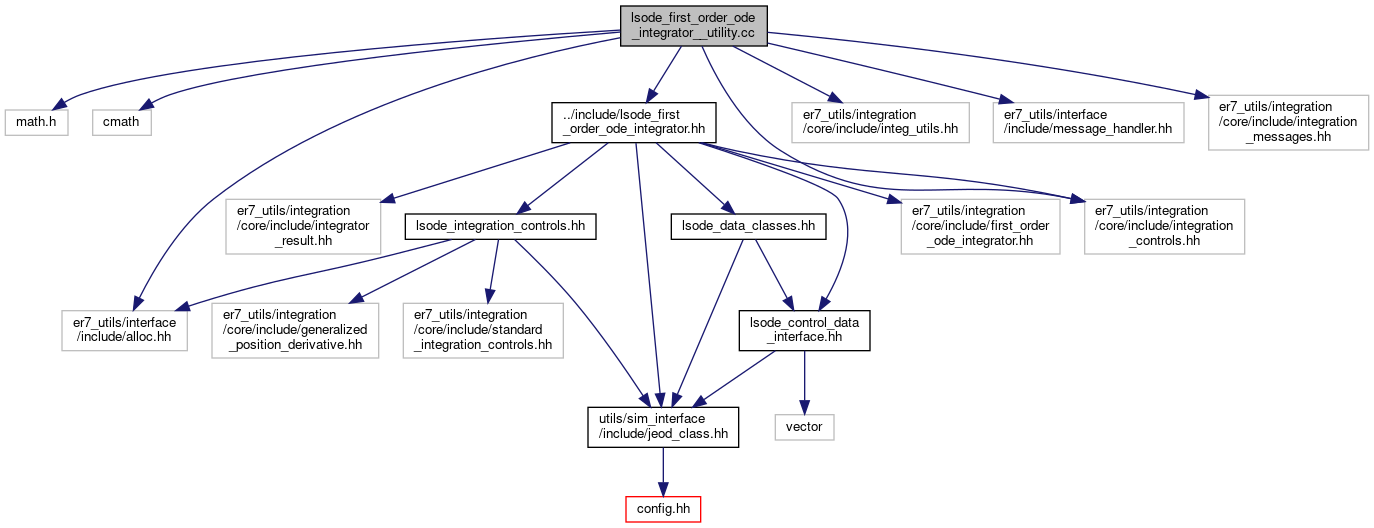 lsode_first_order_ode
_integrator__utility.cc
math.h
cmath
../include/lsode_first
_order_ode_integrator.hh
er7_utils/integration
/core/include/integ_utils.hh
er7_utils/interface
/include/message_handler.hh
er7_utils/integration
/core/include/integration
_messages.hh
er7_utils/integration
/core/include/integrator
_result.hh
lsode_integration_controls.hh
lsode_data_classes.hh
er7_utils/integration
/core/include/first_order
_ode_integrator.hh
er7_utils/integration
/core/include/integration
_controls.hh
er7_utils/interface
/include/alloc.hh
er7_utils/integration
/core/include/generalized
_position_derivative.hh
er7_utils/integration
/core/include/standard
_integration_controls.hh
lsode_control_data
_interface.hh
utils/sim_interface
/include/jeod_class.hh
vector
config.hh